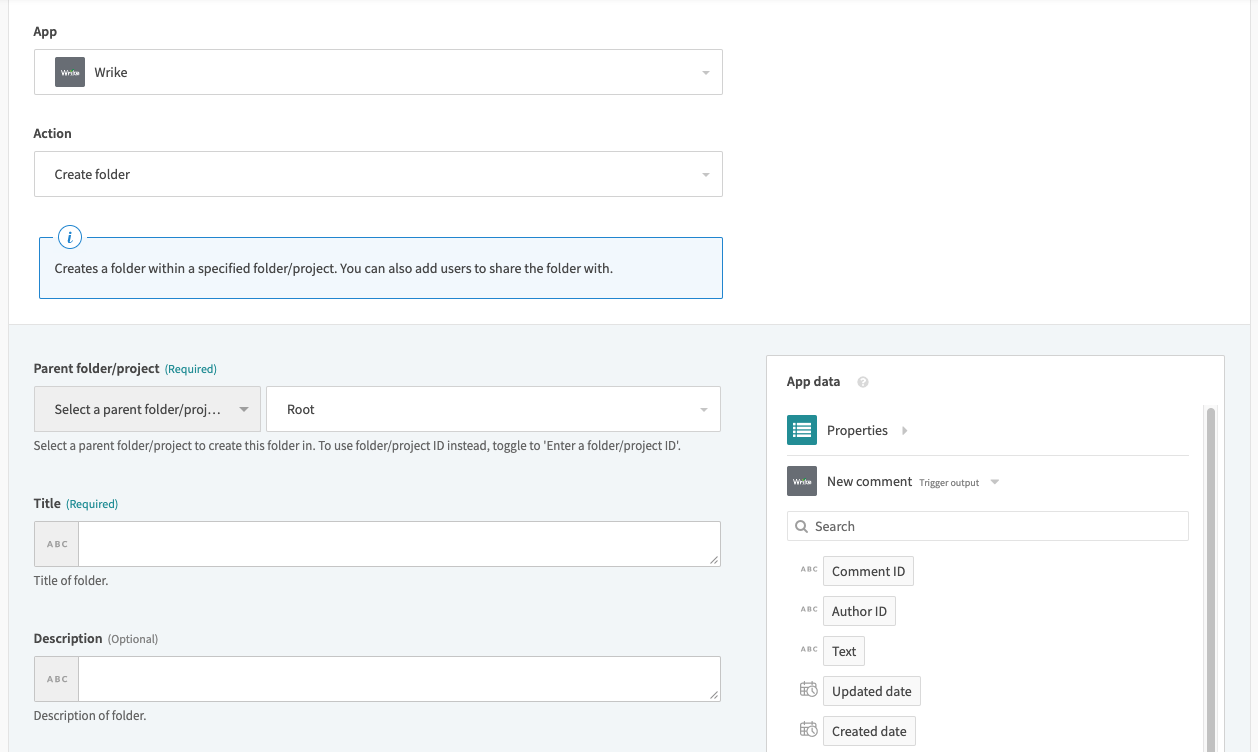 App
Wrike
Wrike
Action
Create folder
i
Creates a folder within a specified folder/project. You can also add users to share the folder with.
Parent folder/project (Required)
Select a parent folder/proj...
Root
Select a parent folder/project to create this folder in. To use folder/project ID instead, toggle to 'Enter a folder/project ID'.
Title (Required)
ABC
Title of folder.
Description (Optional)
ABC
Description of folder.
App data ?
Properties
Wrike
New comment Trigger output
Search
ABC Comment ID
ABC Author ID
ABC Text
Updated date
Created date